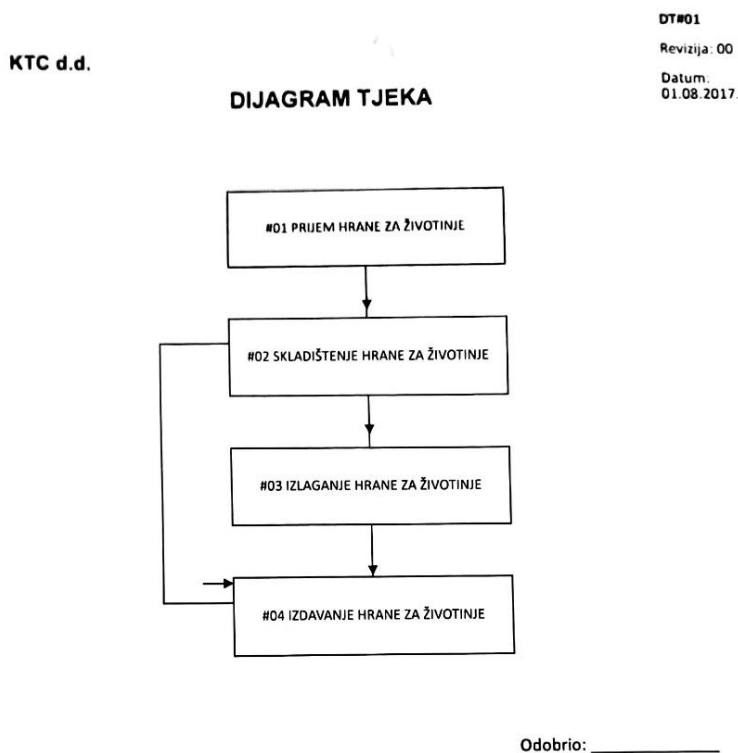 DT#01
Revizija: 00
KTC d.d.
Datum:
01.08.2017.
DIJAGRAM TJEKA
#01 PRIJEM HRANE ZA ŽIVOTINJE
#02 SKLADIŠTENJE HRANE ZA ŽIVOTINJE
#03 IZLAGANJE HRANE ZA ŽIVOTINJE
#04 IZDAVANJE HRANE ZA ŽIVOTINJE
Odobrio: ____________